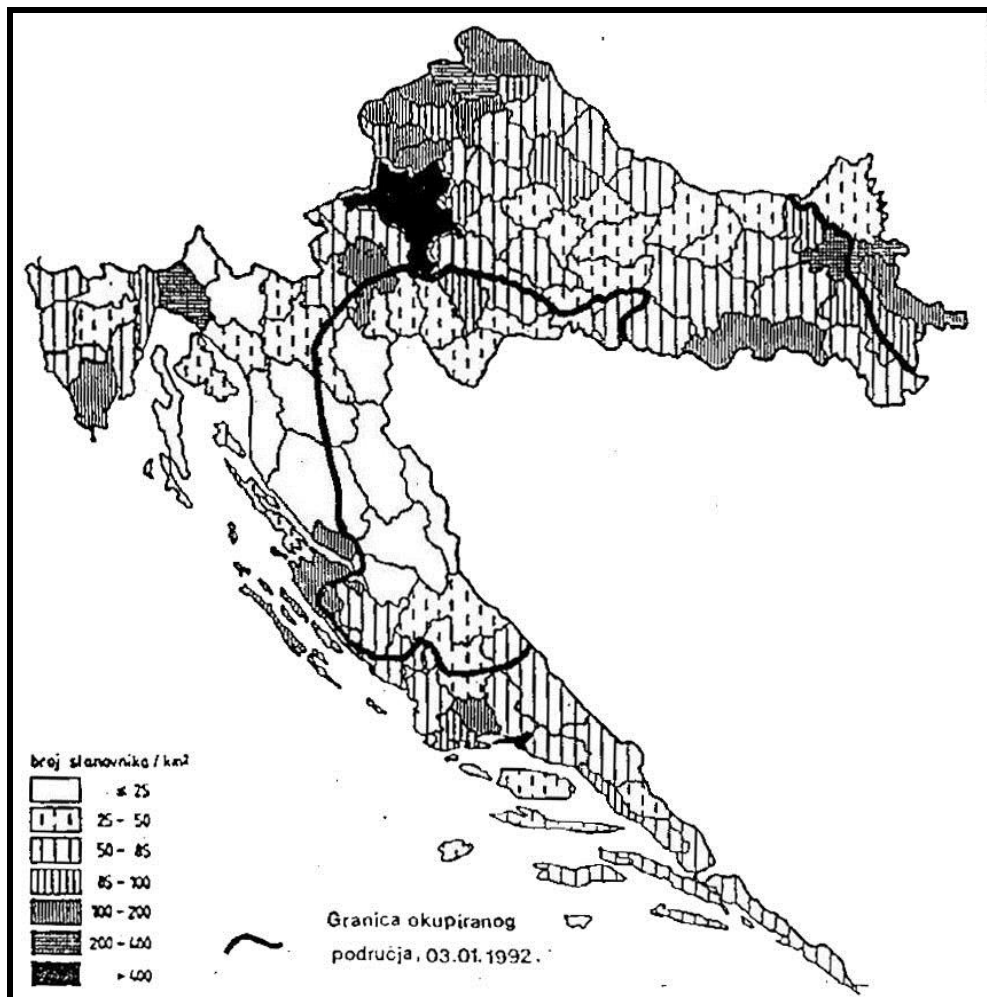 broj stanovnika / km²
≤ 25
25 - 50
50 - 85
85 - 100
100 - 200
200 - 400
> 400
Granica okupiranog
područja, 03.01.1992.